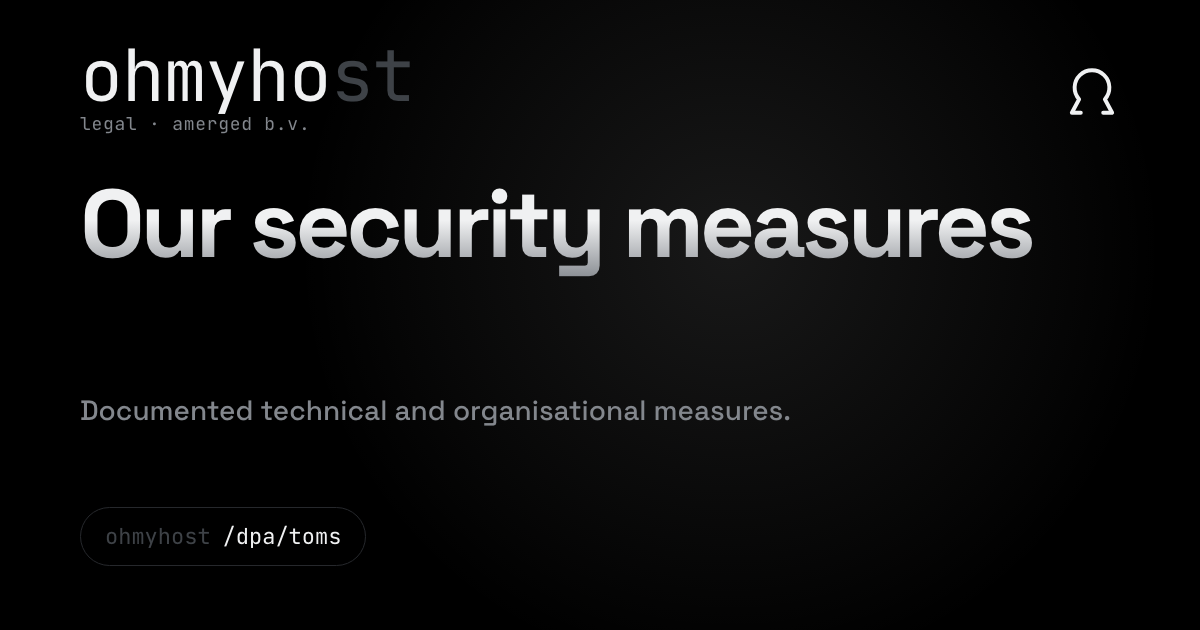 ohmyhost
legal · amerged b.v.
Our security measures
Documented technical and organisational measures.
ohmyhost /dpa/toms